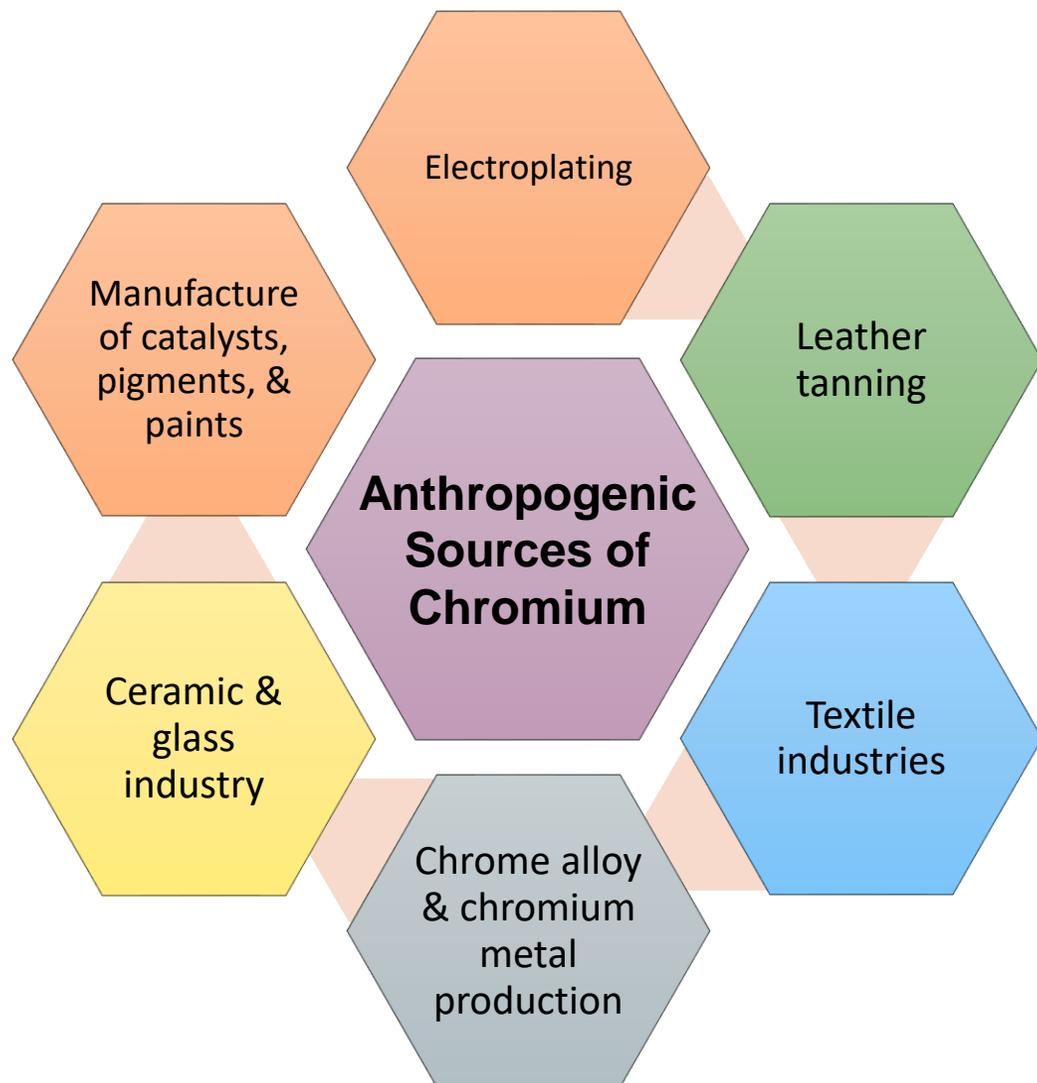 Electroplating
Manufacture
of catalysts,
pigments, &
paints
Leather
tanning
Anthropogenic
Sources of
Chromium
Ceramic &
glass
industry
Textile
industries
Chrome alloy
& chromium
metal
production